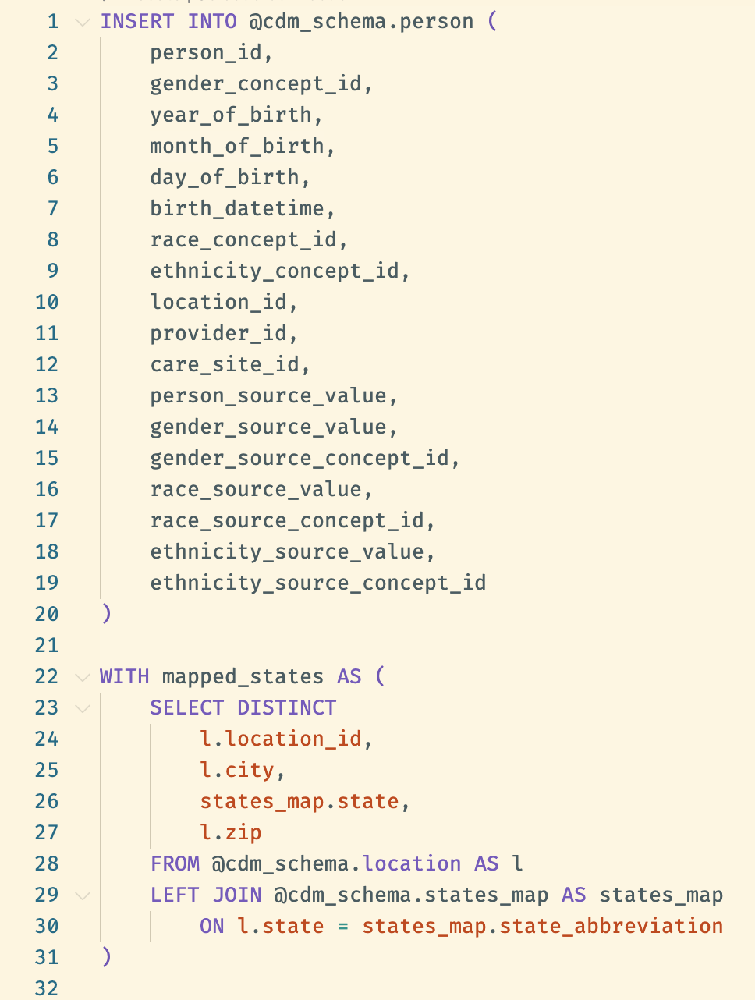 1 INSERT INTO @cdm_schema.person (
2 person_id,
3 gender_concept_id,
4 year_of_birth,
5 month_of_birth,
6 day_of_birth,
7 birth_datetime,
8 race_concept_id,
9 ethnicity_concept_id,
10 location_id,
11 provider_id,
12 care_site_id,
13 person_source_value,
14 gender_source_value,
15 gender_source_concept_id,
16 race_source_value,
17 race_source_concept_id,
18 ethnicity_source_value,
19 ethnicity_source_concept_id
20 )
21
22 WITH mapped_states AS (
23 SELECT DISTINCT
24 l.location_id,
25 l.city,
26 states_map.state,
27 l.zip
28 FROM @cdm_schema.location AS l
29 LEFT JOIN @cdm_schema.states_map AS states_map
30 ON l.state = states_map.state_abbreviation
31 )
32